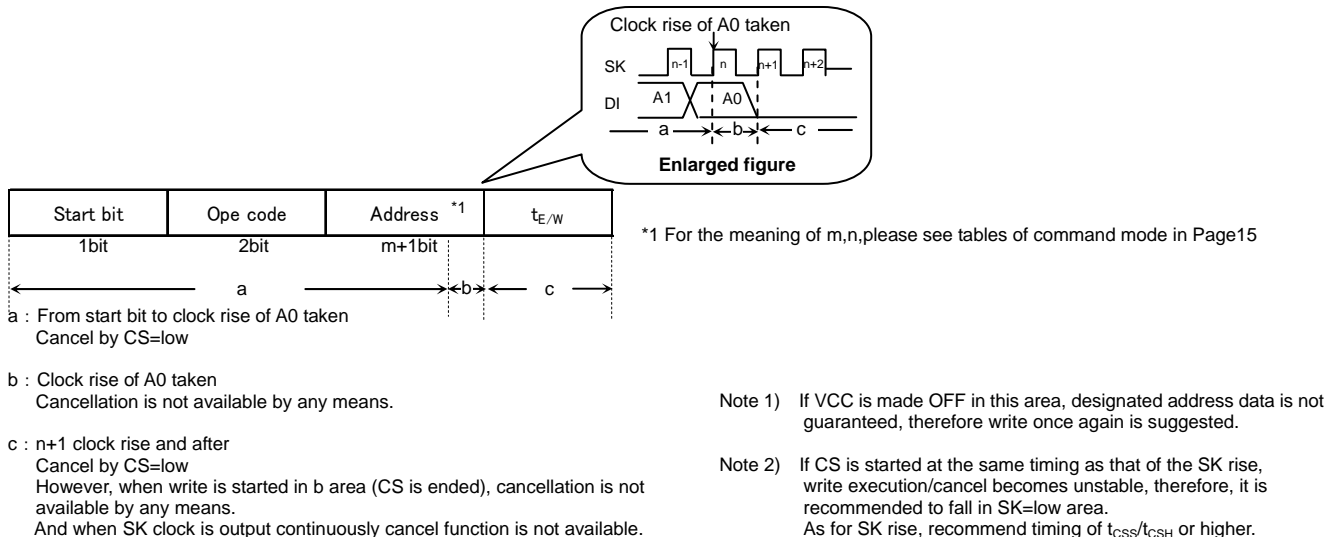 Clock rise of A0 taken
SK
n-1
n
n+1
n+2
DI
A1
A0
a
b
c
Enlarged figure
Start bit
Ope code
Address *1
tE/W
1bit
2bit
m+1bit
*1 For the meaning of m,n,please see tables of command mode in Page15
a
b
c
a : From start bit to clock rise of A0 taken
Cancel by CS=low
b : Clock rise of A0 taken
Cancellation is not available by any means.
c : n+1 clock rise and after
Cancel by CS=low
However, when write is started in b area (CS is ended), cancellation is not
available by any means.
And when SK clock is output continuously cancel function is not available.
Note 1) If VCC is made OFF in this area, designated address data is not
guaranteed, therefore write once again is suggested.
Note 2) If CS is started at the same timing as that of the SK rise,
write execution/cancel becomes unstable, therefore, it is
recommended to fall in SK=low area.
As for SK rise, recommend timing of tCSS/tCSH or higher.